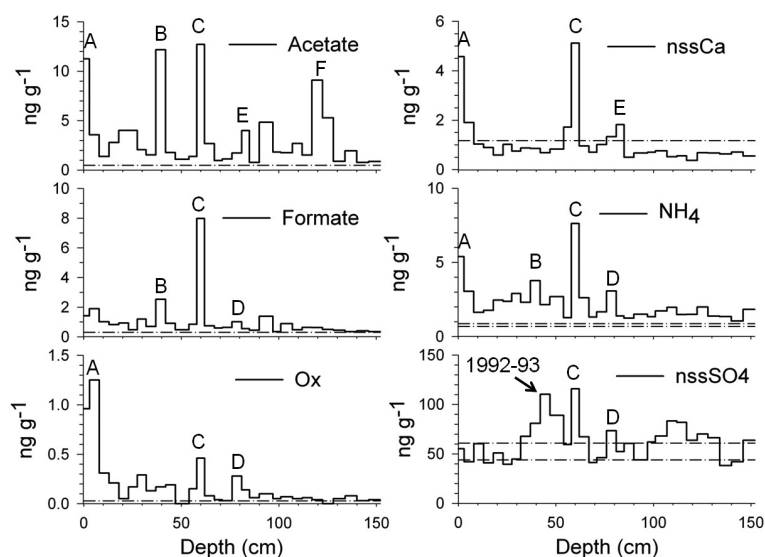 15
10
5
0
ng g-1
A
B
C
E
F
Acetate
6
4
2
0
ng g-1
A
C
E
nssCa
10
8
6
4
2
0
ng g-1
B
C
D
Formate
10
5
0
ng g-1
A
B
C
D
NH4
1.5
1.0
0.5
0.0
ng g-1
A
C
D
Ox
0 50 100 150
Depth (cm)
150
100
50
0
ng g-1
1992-93
C
D
nssSO4
0 50 100 150
Depth (cm)